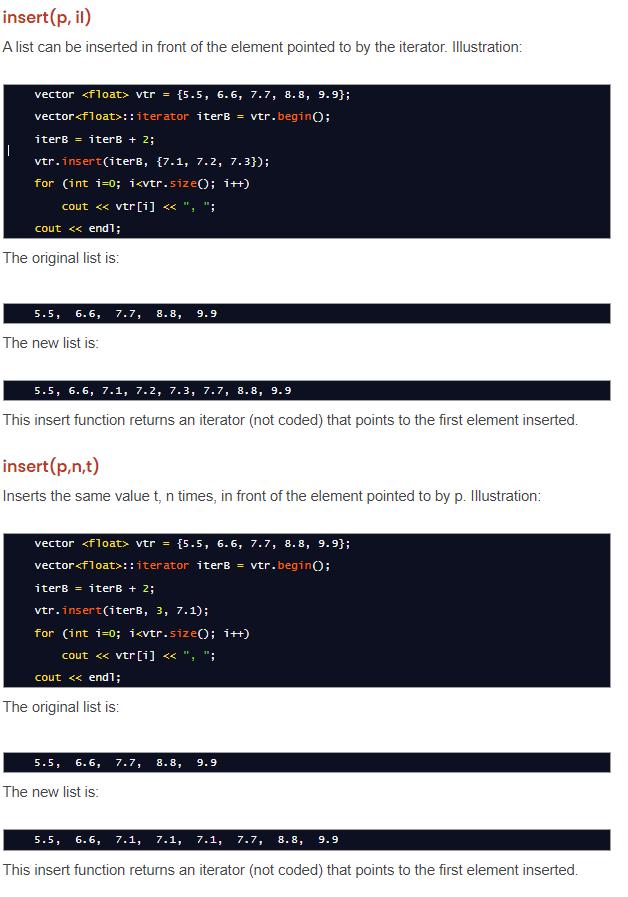 insert(p, il)
A list can be inserted in front of the element pointed to by the iterator. Illustration:
vector <float> vtr = {5.5, 6.6, 7.7, 8.8, 9.9};
vector<float>::iterator iterB = vtr.begin();
iterB = iterB + 2;
vtr.insert(iterB, {7.1, 7.2, 7.3});
for (int i=0; i<vtr.size(); i++)
    cout << vtr[i] << ", ";
cout << endl;
The original list is:
5.5,  6.6,  7.7,  8.8,  9.9
The new list is:
5.5, 6.6, 7.1, 7.2, 7.3, 7.7, 8.8, 9.9
This insert function returns an iterator (not coded) that points to the first element inserted.
insert(p,n,t)
Inserts the same value t, n times, in front of the element pointed to by p. Illustration:
vector <float> vtr = {5.5, 6.6, 7.7, 8.8, 9.9};
vector<float>::iterator iterB = vtr.begin();
iterB = iterB + 2;
vtr.insert(iterB, 3, 7.1);
for (int i=0; i<vtr.size(); i++)
    cout << vtr[i] << ", ";
cout << endl;
The original list is:
5.5,  6.6,  7.7,  8.8,  9.9
The new list is:
5.5,  6.6,  7.1,  7.1,  7.1,  7.7,  8.8,  9.9
This insert function returns an iterator (not coded) that points to the first element inserted.